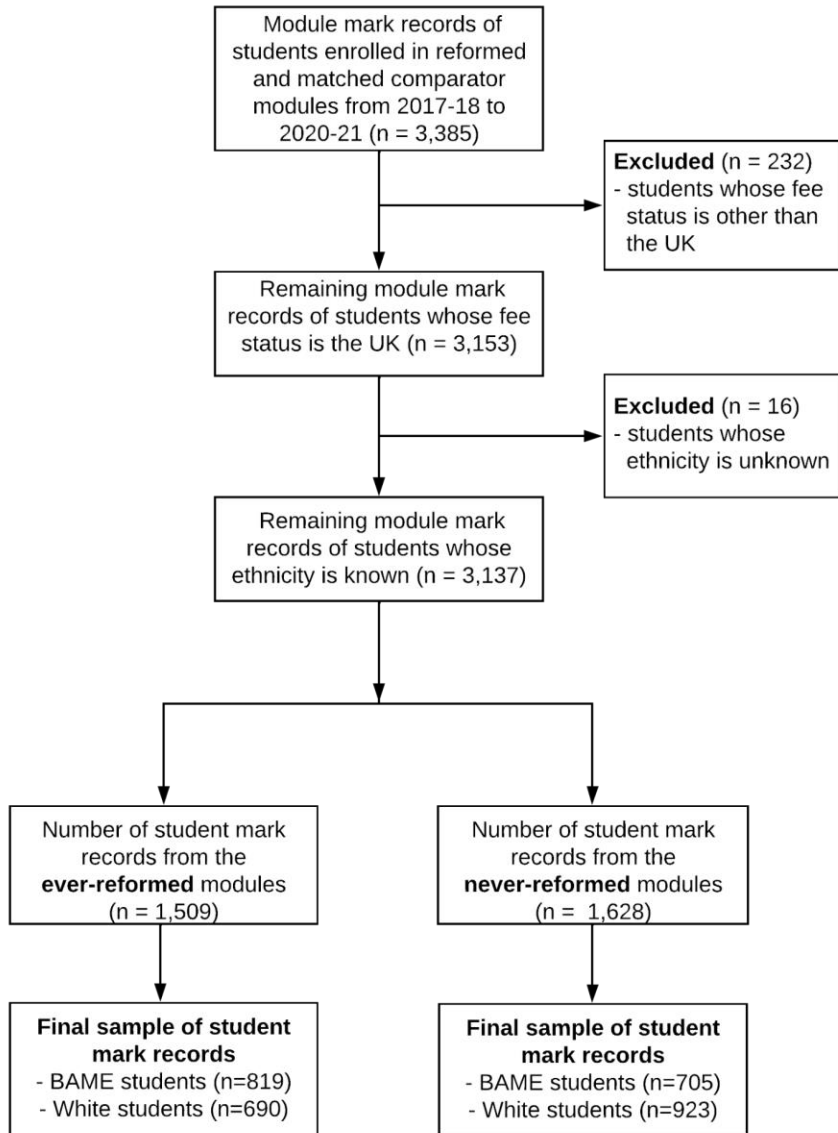 Module mark records of
students enrolled in reformed
and matched comparator
modules from 2017-18 to
2020-21 (n = 3,385)
Excluded (n = 232)
- students whose fee
status is other than
the UK
Remaining module mark
records of students whose fee
status is the UK (n = 3,153)
Excluded (n = 16)
- students whose
ethnicity is unknown
Remaining module mark
records of students whose
ethnicity is known (n = 3,137)
Number of student mark
records from the
ever-reformed modules
(n = 1,509)
Number of student mark
records from the
never-reformed modules
(n = 1,628)
Final sample of student
mark records
- BAME students (n=819)
- White students (n=690)
Final sample of student
mark records
- BAME students (n=705)
- White students (n=923)